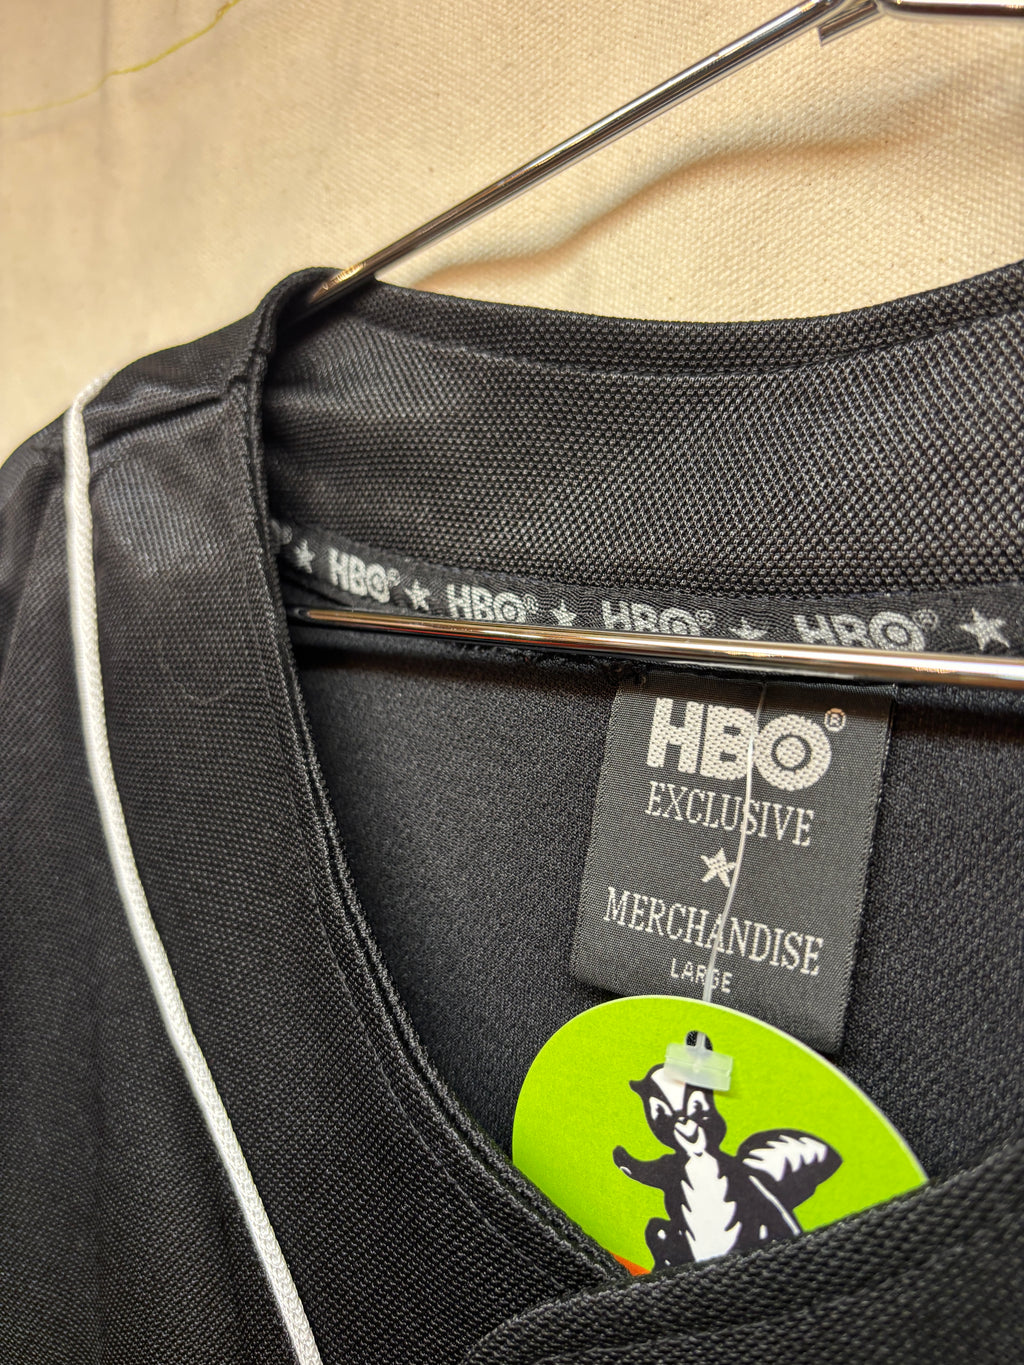 ★ HBO® ★ HBO® ★ HBO® ★ HBO® ★
HBO®
EXCLUSIVE
★
MERCHANDISE
LARGE